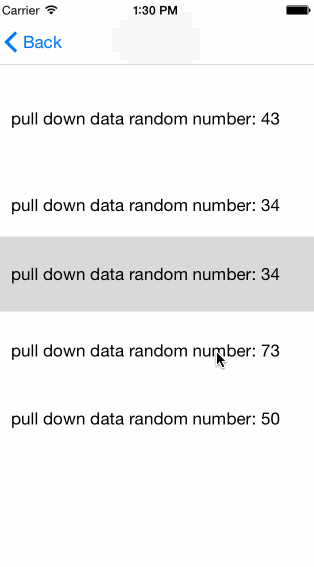 Carrier 1:30 PM
Back
pull down data random number: 43
pull down data random number: 34
pull down data random number: 34
pull down data random number: 73
pull down data random number: 50